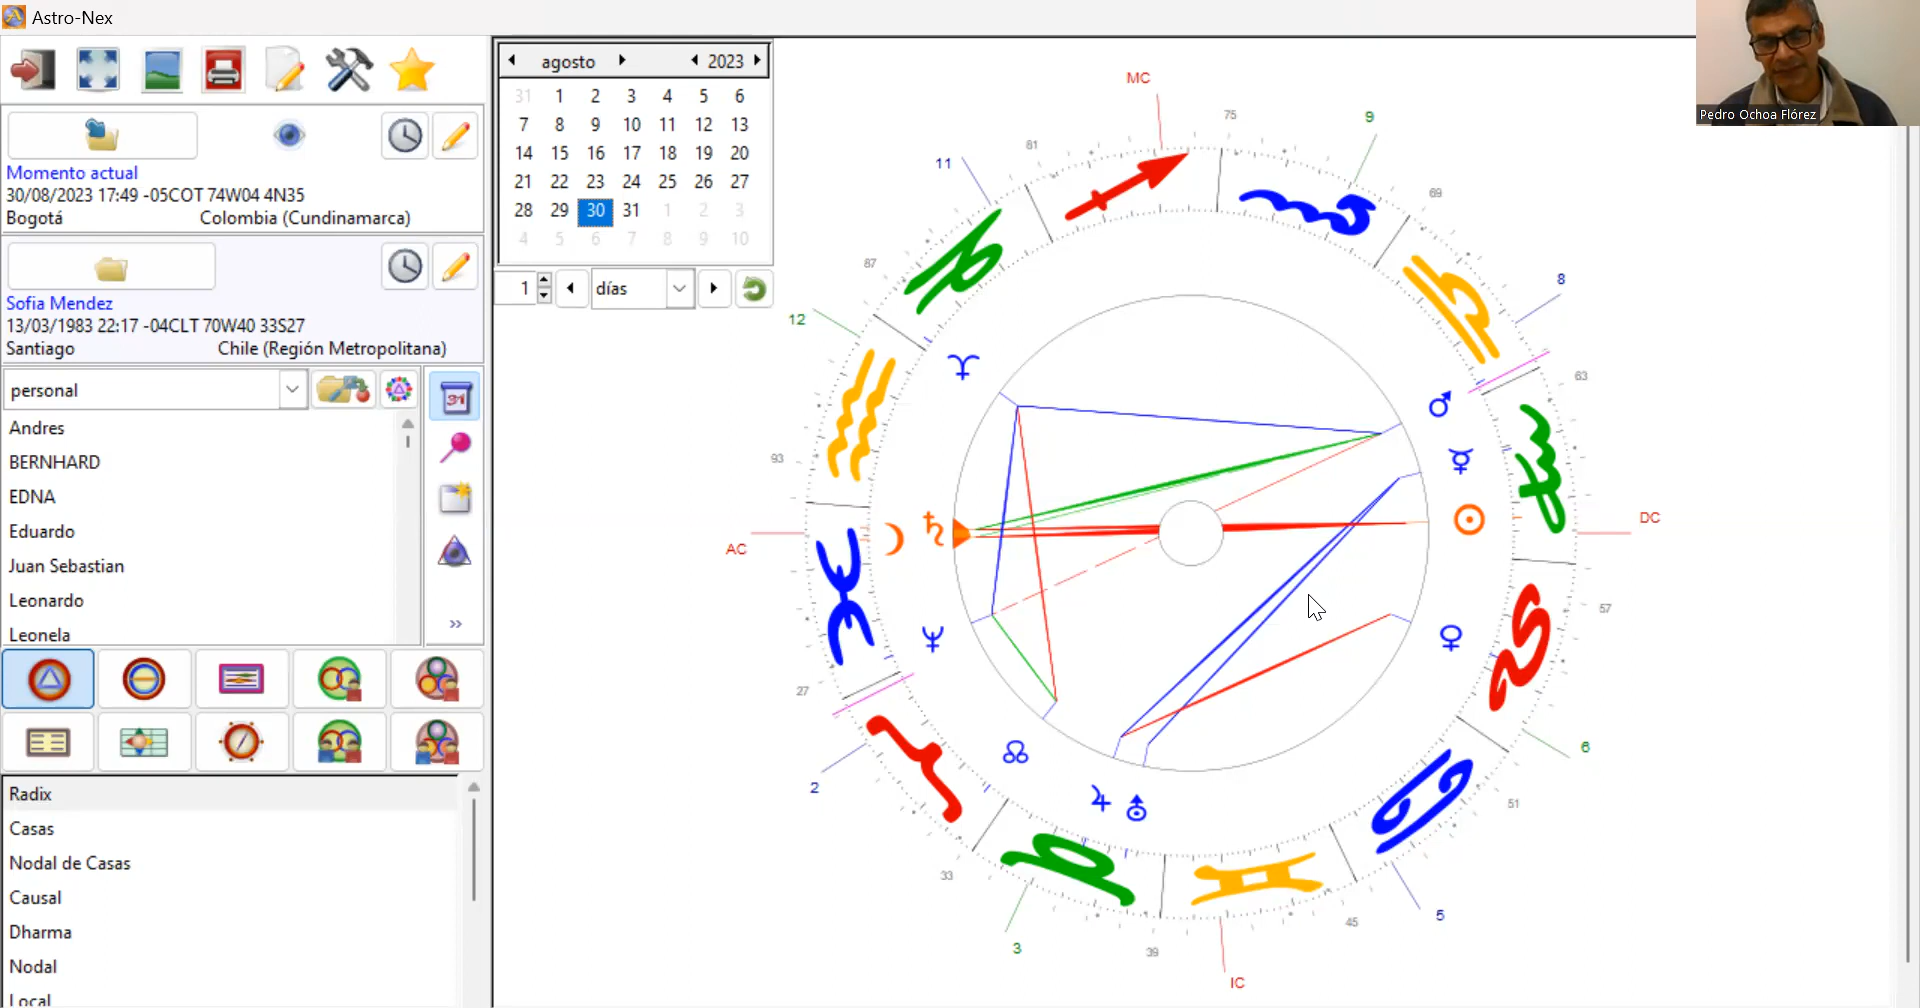 Astro-Nex
Pedro Ochoa Flórez
agosto 2023
31 1 2 3 4 5 6
7 8 9 10 11 12 13
14 15 16 17 18 19 20
21 22 23 24 25 26 27
28 29 30 31 1 2 3
4 5 6 7 8 9 10
1 días
Momento actual
30/08/2023 17:49 -05COT 74W04 4N35
Bogotá Colombia (Cundinamarca)
Sofia Mendez
13/03/1983 22:17 -04CLT 70W40 33S27
Santiago Chile (Región Metropolitana)
personal
31
Andres
BERNHARD
EDNA
Eduardo
Juan Sebastian
Leonardo
Leonela
»
Radix
Casas
Nodal de Casas
Causal
Dharma
Nodal
Local
MC
75
9
81
11
69
87
8
12
63
93
DC
AC
57
27
6
2
51
33
5
45
3
39
IC